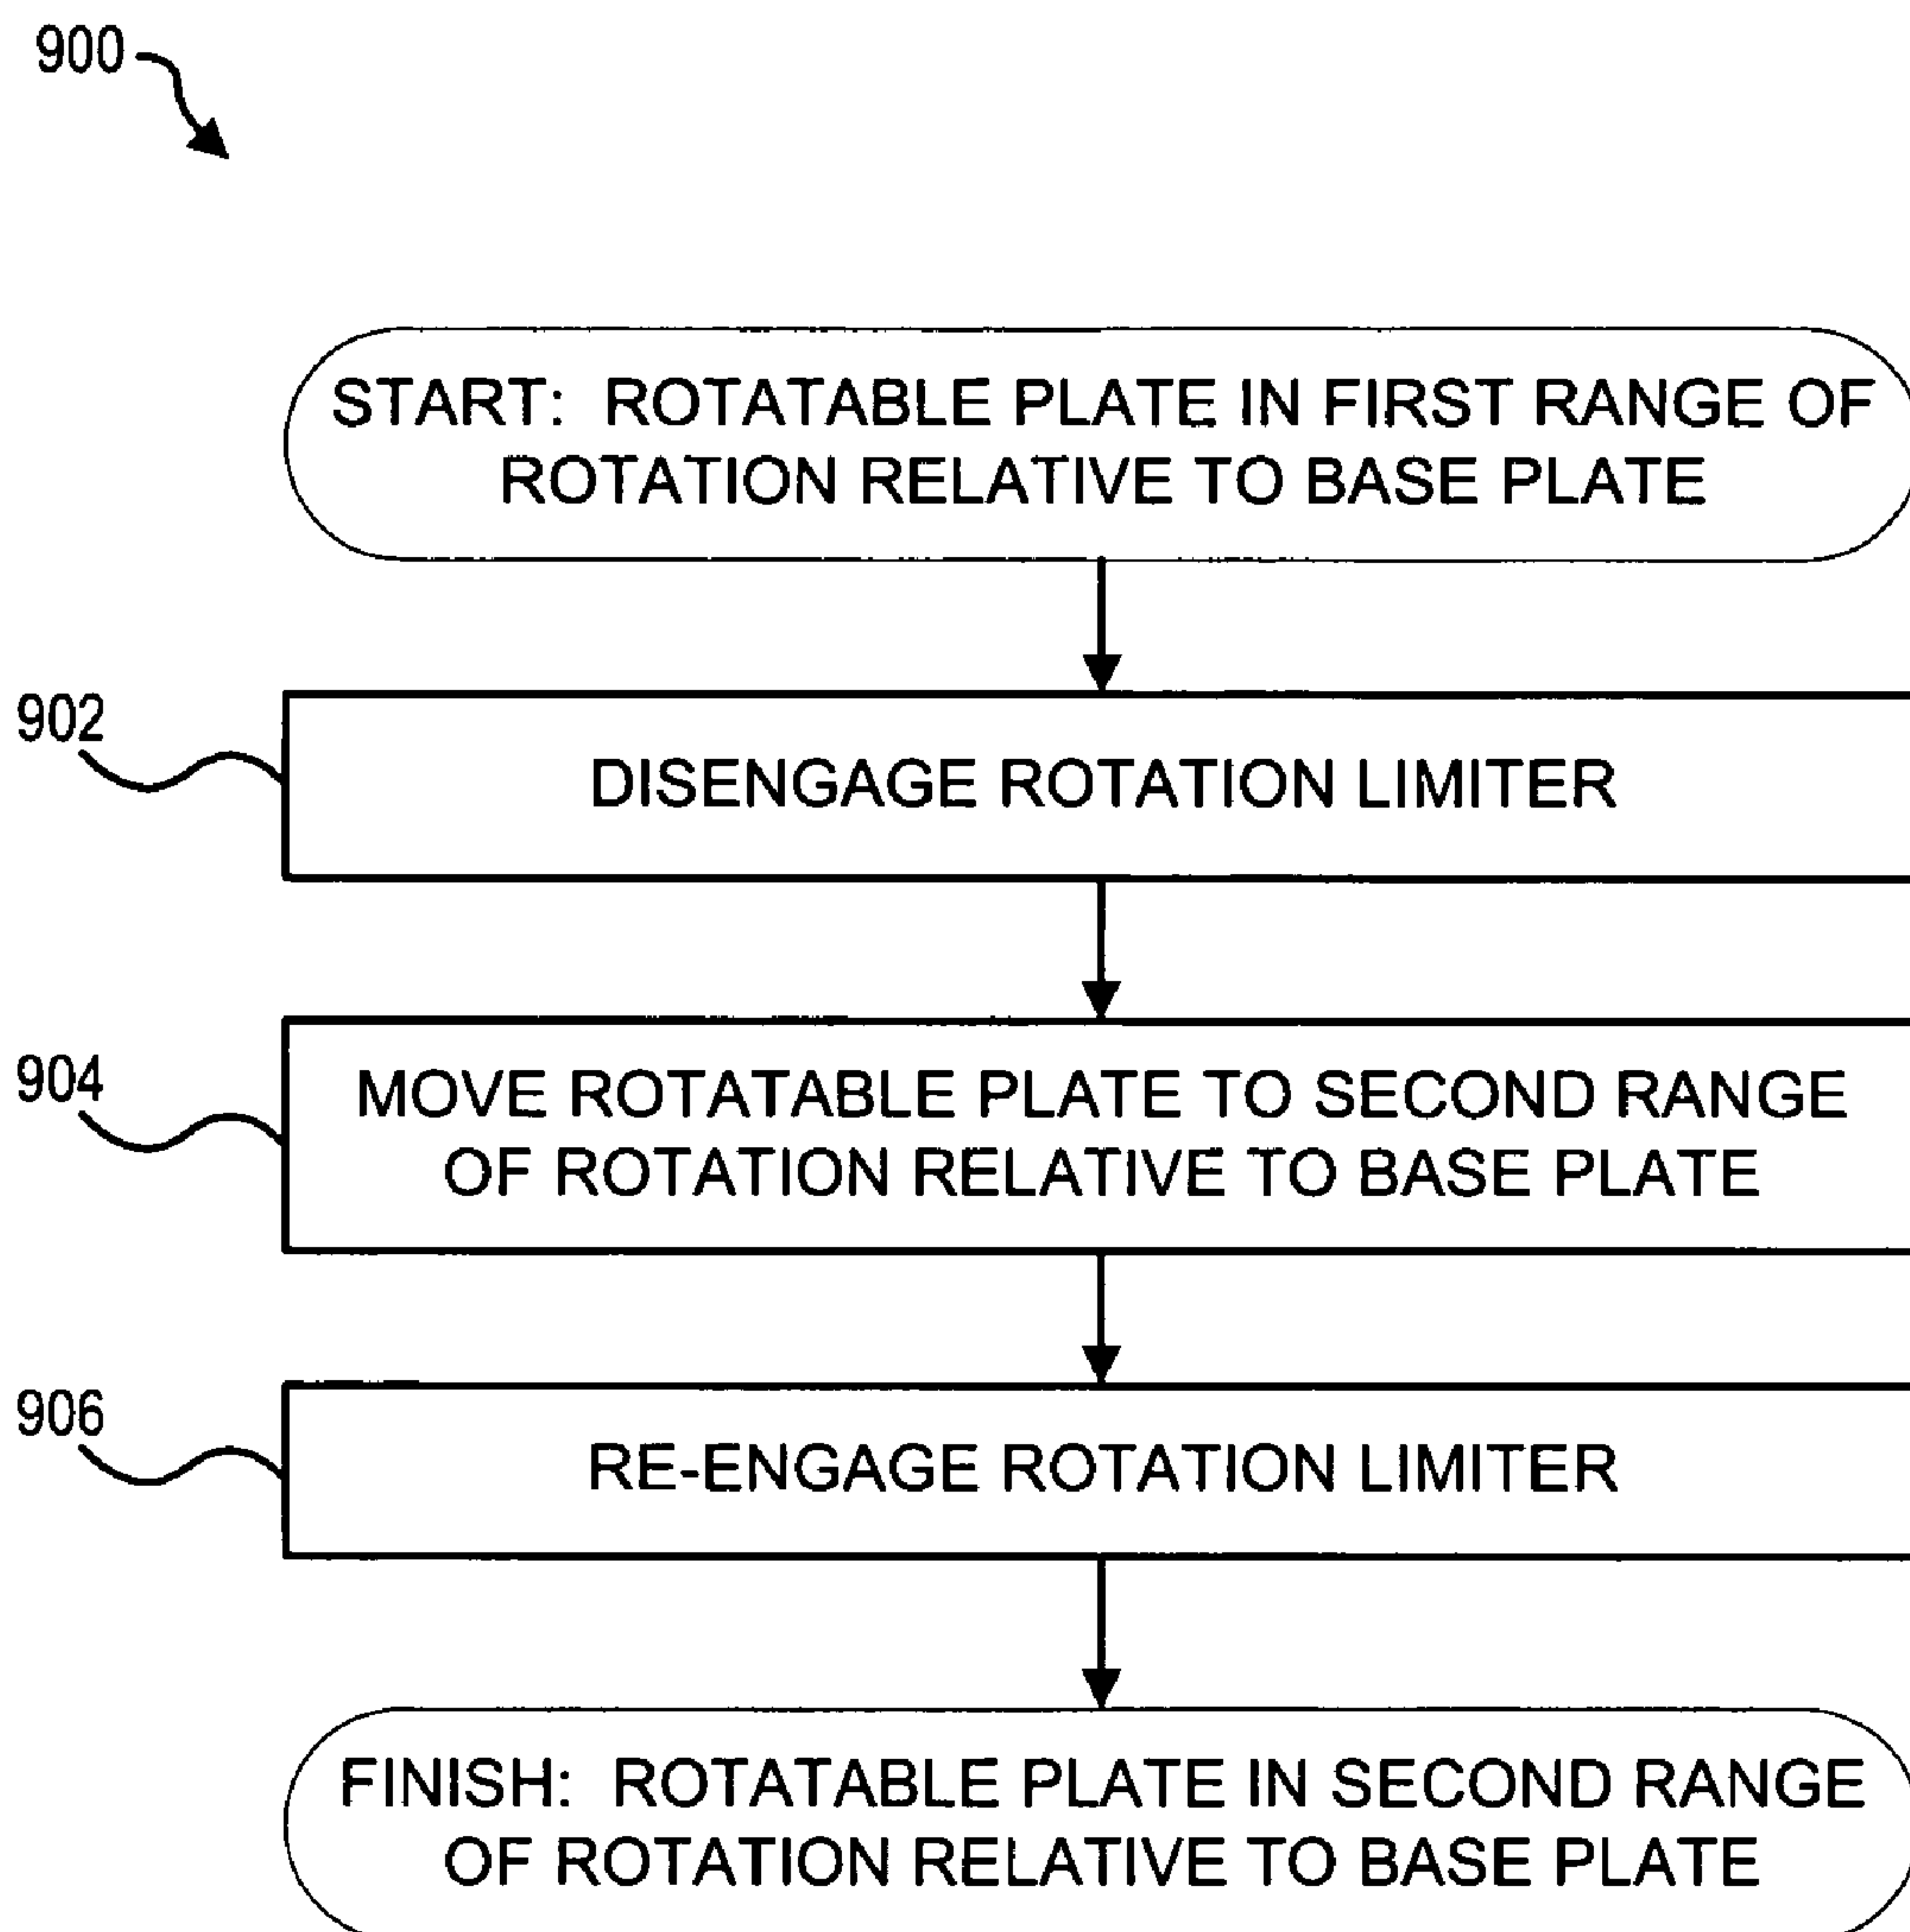 900
START: ROTATABLE PLATE IN FIRST RANGE OF
ROTATION RELATIVE TO BASE PLATE
902
DISENGAGE ROTATION LIMITER
904
MOVE ROTATABLE PLATE TO SECOND RANGE
OF ROTATION RELATIVE TO BASE PLATE
906
RE-ENGAGE ROTATION LIMITER
FINISH: ROTATABLE PLATE IN SECOND RANGE
OF ROTATION RELATIVE TO BASE PLATE